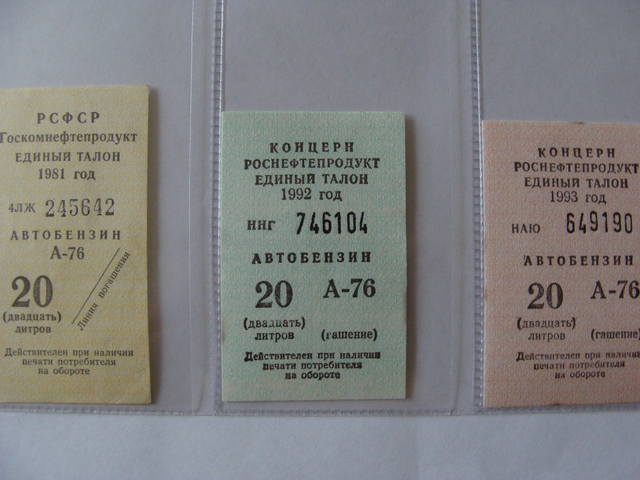 РСФСР
Госкомнефтепродукт
ЕДИНЫЙ ТАЛОН
1981 год
4ЛЖ 245642
АВТОБЕНЗИН
А-76
20
(двадцать)
литров
Линия погашения
Действителен при наличии
печати потребителя
на обороте
КОНЦЕРН
РОСНЕФТЕПРОДУКТ
ЕДИНЫЙ ТАЛОН
1992 год
ННГ 746104
АВТОБЕНЗИН
20 А-76
(двадцать)
литров (гашение)
Действителен при наличии
печати потребителя
на обороте
КОНЦЕРН
РОСНЕФТЕПРОДУКТ
ЕДИНЫЙ ТАЛОН
1993 год
НАЮ 649190
АВТОБЕНЗИН
20 А-76
(двадцать)
литров (гашение)
Действителен при наличии
печати потребителя
на обороте